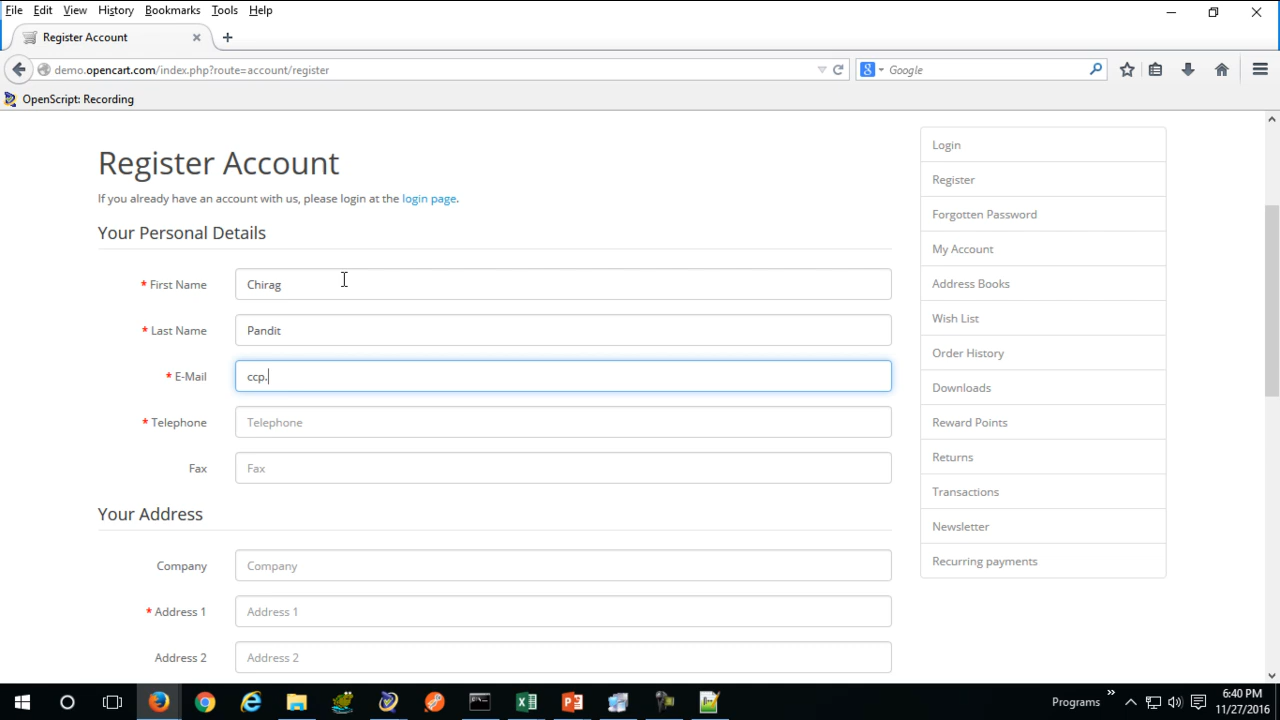 File Edit View History Bookmarks Tools Help
Register Account
demo.opencart.com/index.php?route=account/register
Google
OpenScript: Recording
Register Account
If you already have an account with us, please login at the login page.
Your Personal Details
* First Name Chirag
* Last Name Pandit
* E-Mail ccp.
* Telephone Telephone
Fax Fax
Your Address
Company Company
* Address 1 Address 1
Address 2 Address 2
Login
Register
Forgotten Password
My Account
Address Books
Wish List
Order History
Downloads
Reward Points
Returns
Transactions
Newsletter
Recurring payments
Programs
6:40 PM
11/27/2016